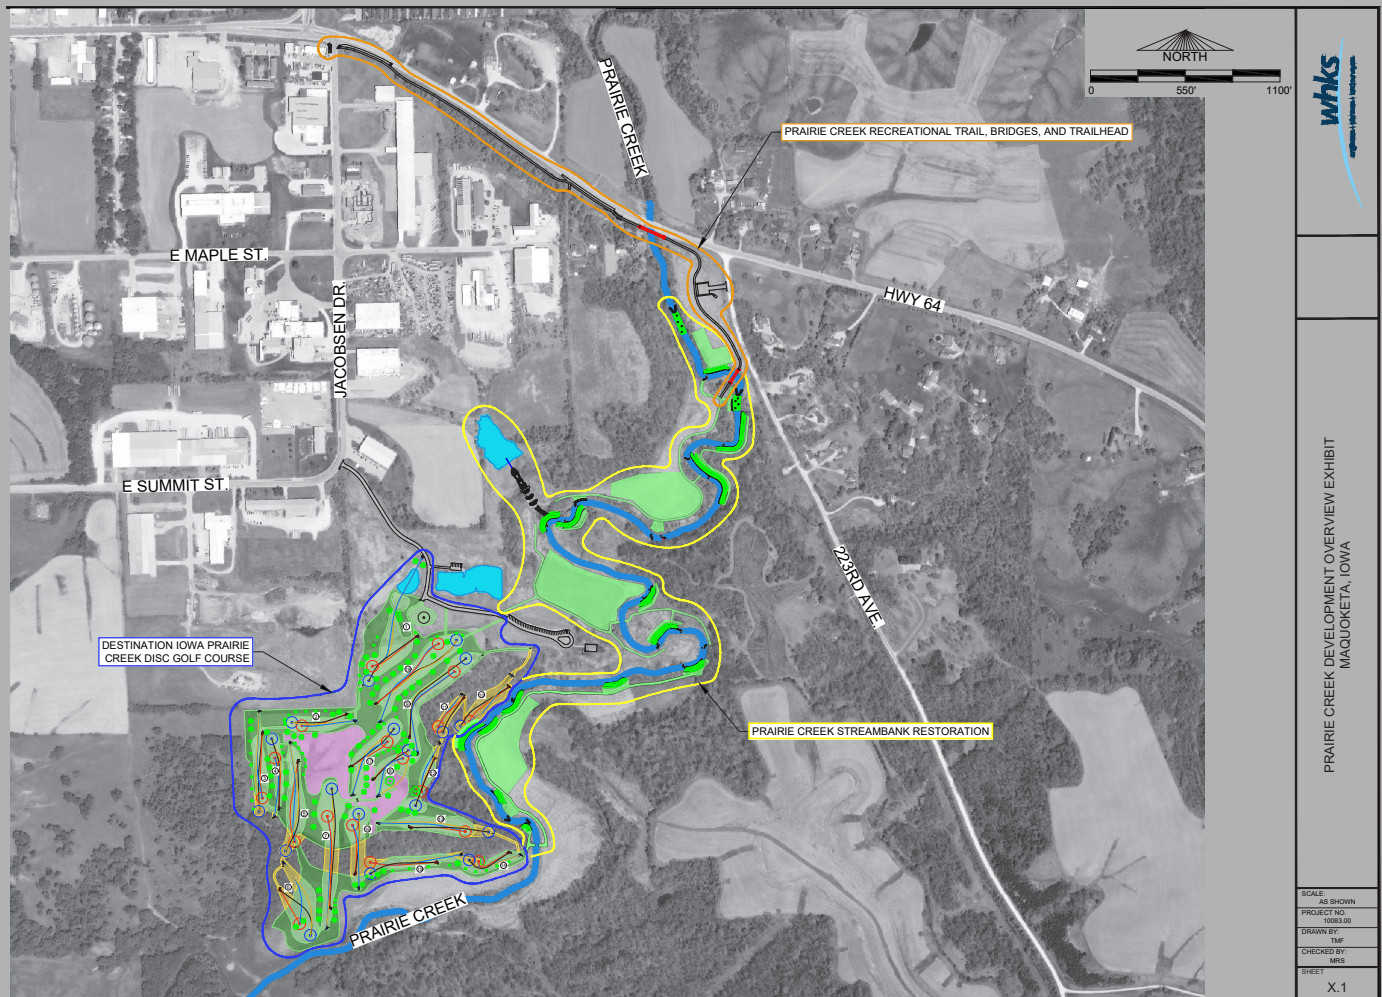 NORTH
0 550' 1100'
whks
PRAIRIE CREEK
PRAIRIE CREEK RECREATIONAL TRAIL, BRIDGES, AND TRAILHEAD
E MAPLE ST.
JACOBSEN DR.
HWY 64
E SUMMIT ST.
223RD AVE.
DESTINATION IOWA PRAIRIE
CREEK DISC GOLF COURSE
PRAIRIE CREEK STREAMBANK RESTORATION
PRAIRIE CREEK
PRAIRIE CREEK DEVELOPMENT OVERVIEW EXHIBIT
MAQUOKETA, IOWA
SCALE:
AS SHOWN
PROJECT NO.
10083.00
DRAWN BY:
TMF
CHECKED BY:
MRS
SHEET
X.1